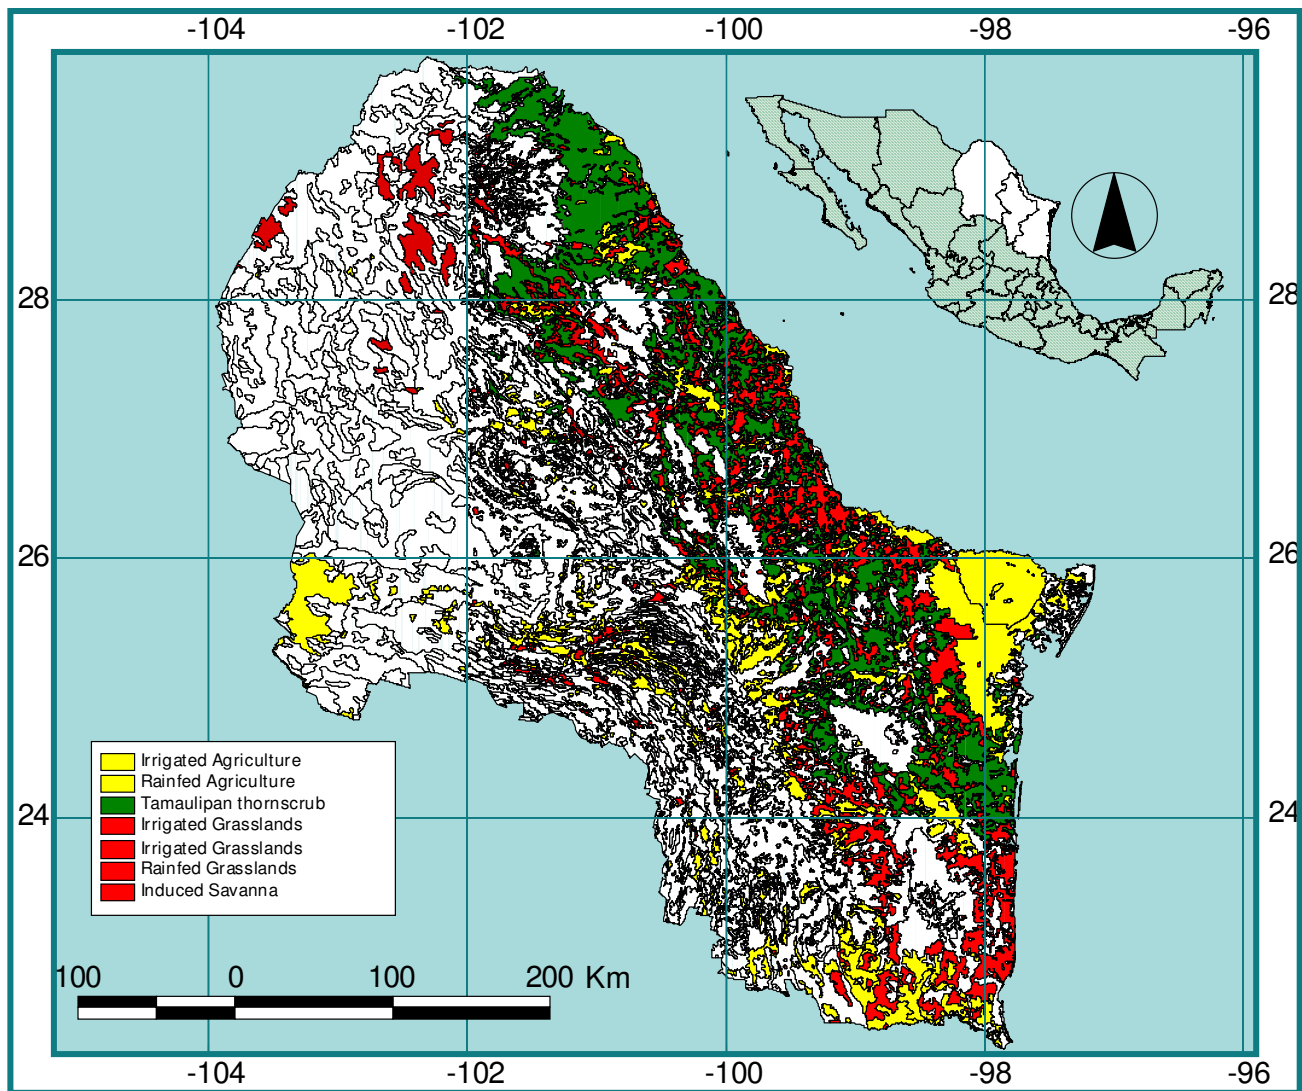 -104 -102 -100 -98 -96
28 28
26 26
24 24
Irrigated Agriculture
Rainfed Agriculture
Tamaulipan thornscrub
Irrigated Grasslands
Irrigated Grasslands
Rainfed Grasslands
Induced Savanna
100 0 100 200 Km
-104 -102 -100 -98 -96